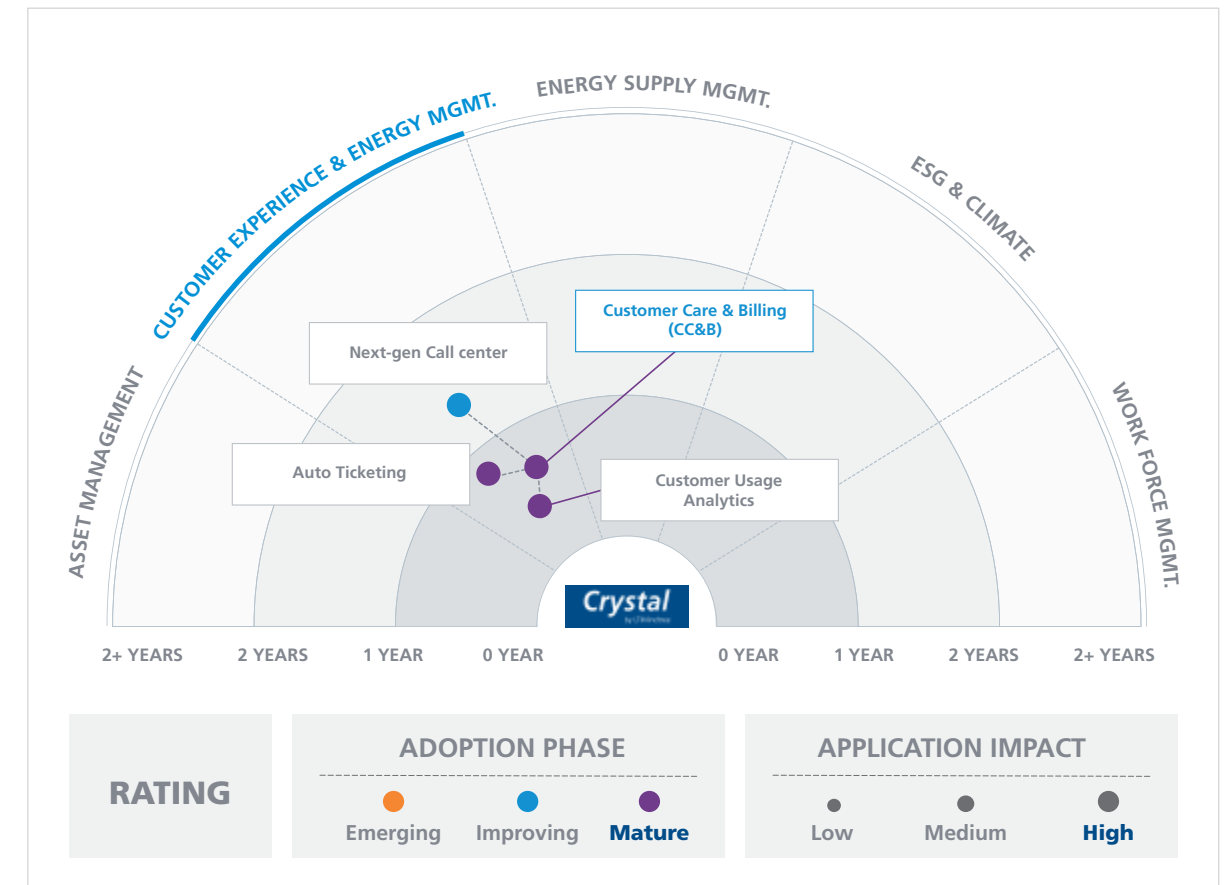 ENERGY SUPPLY MGMT.
CUSTOMER EXPERIENCE & ENERGY MGMT.
ESG & CLIMATE
ASSET MANAGEMENT
WORK FORCE MGMT.
Customer Care & Billing
(CC&B)
Next-gen Call center
Auto Ticketing
Customer Usage
Analytics
Crystal
2+ YEARS 2 YEARS 1 YEAR 0 YEAR 0 YEAR 1 YEAR 2 YEARS 2+ YEARS
RATING
ADOPTION PHASE
Emerging Improving Mature
APPLICATION IMPACT
Low Medium High